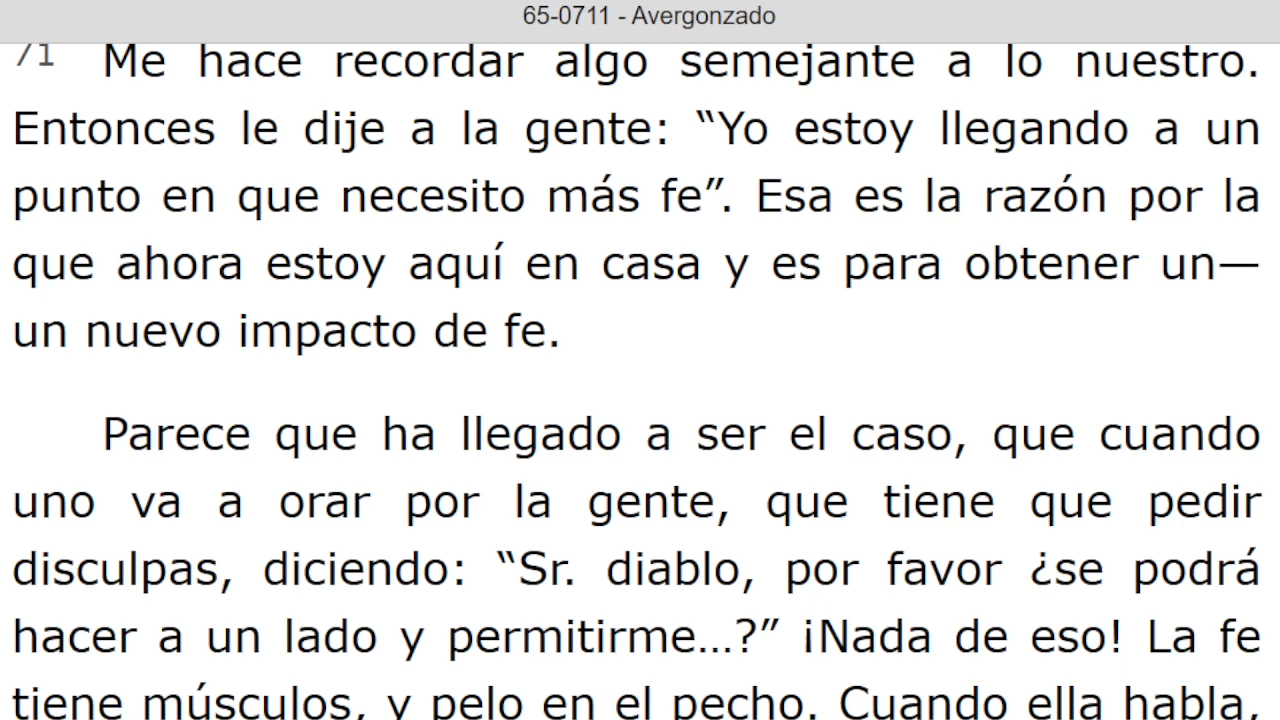 65-0711 - Avergonzado
71 Me hace recordar algo semejante a lo nuestro.
Entonces le dije a la gente: “Yo estoy llegando a un
punto en que necesito más fe”. Esa es la razón por la
que ahora estoy aquí en casa y es para obtener un—
un nuevo impacto de fe.
Parece que ha llegado a ser el caso, que cuando
uno va a orar por la gente, que tiene que pedir
disculpas, diciendo: “Sr. diablo, por favor ¿se podrá
hacer a un lado y permitirme...?” ¡Nada de eso! La fe
tiene músculos, y pelo en el pecho. Cuando ella habla,